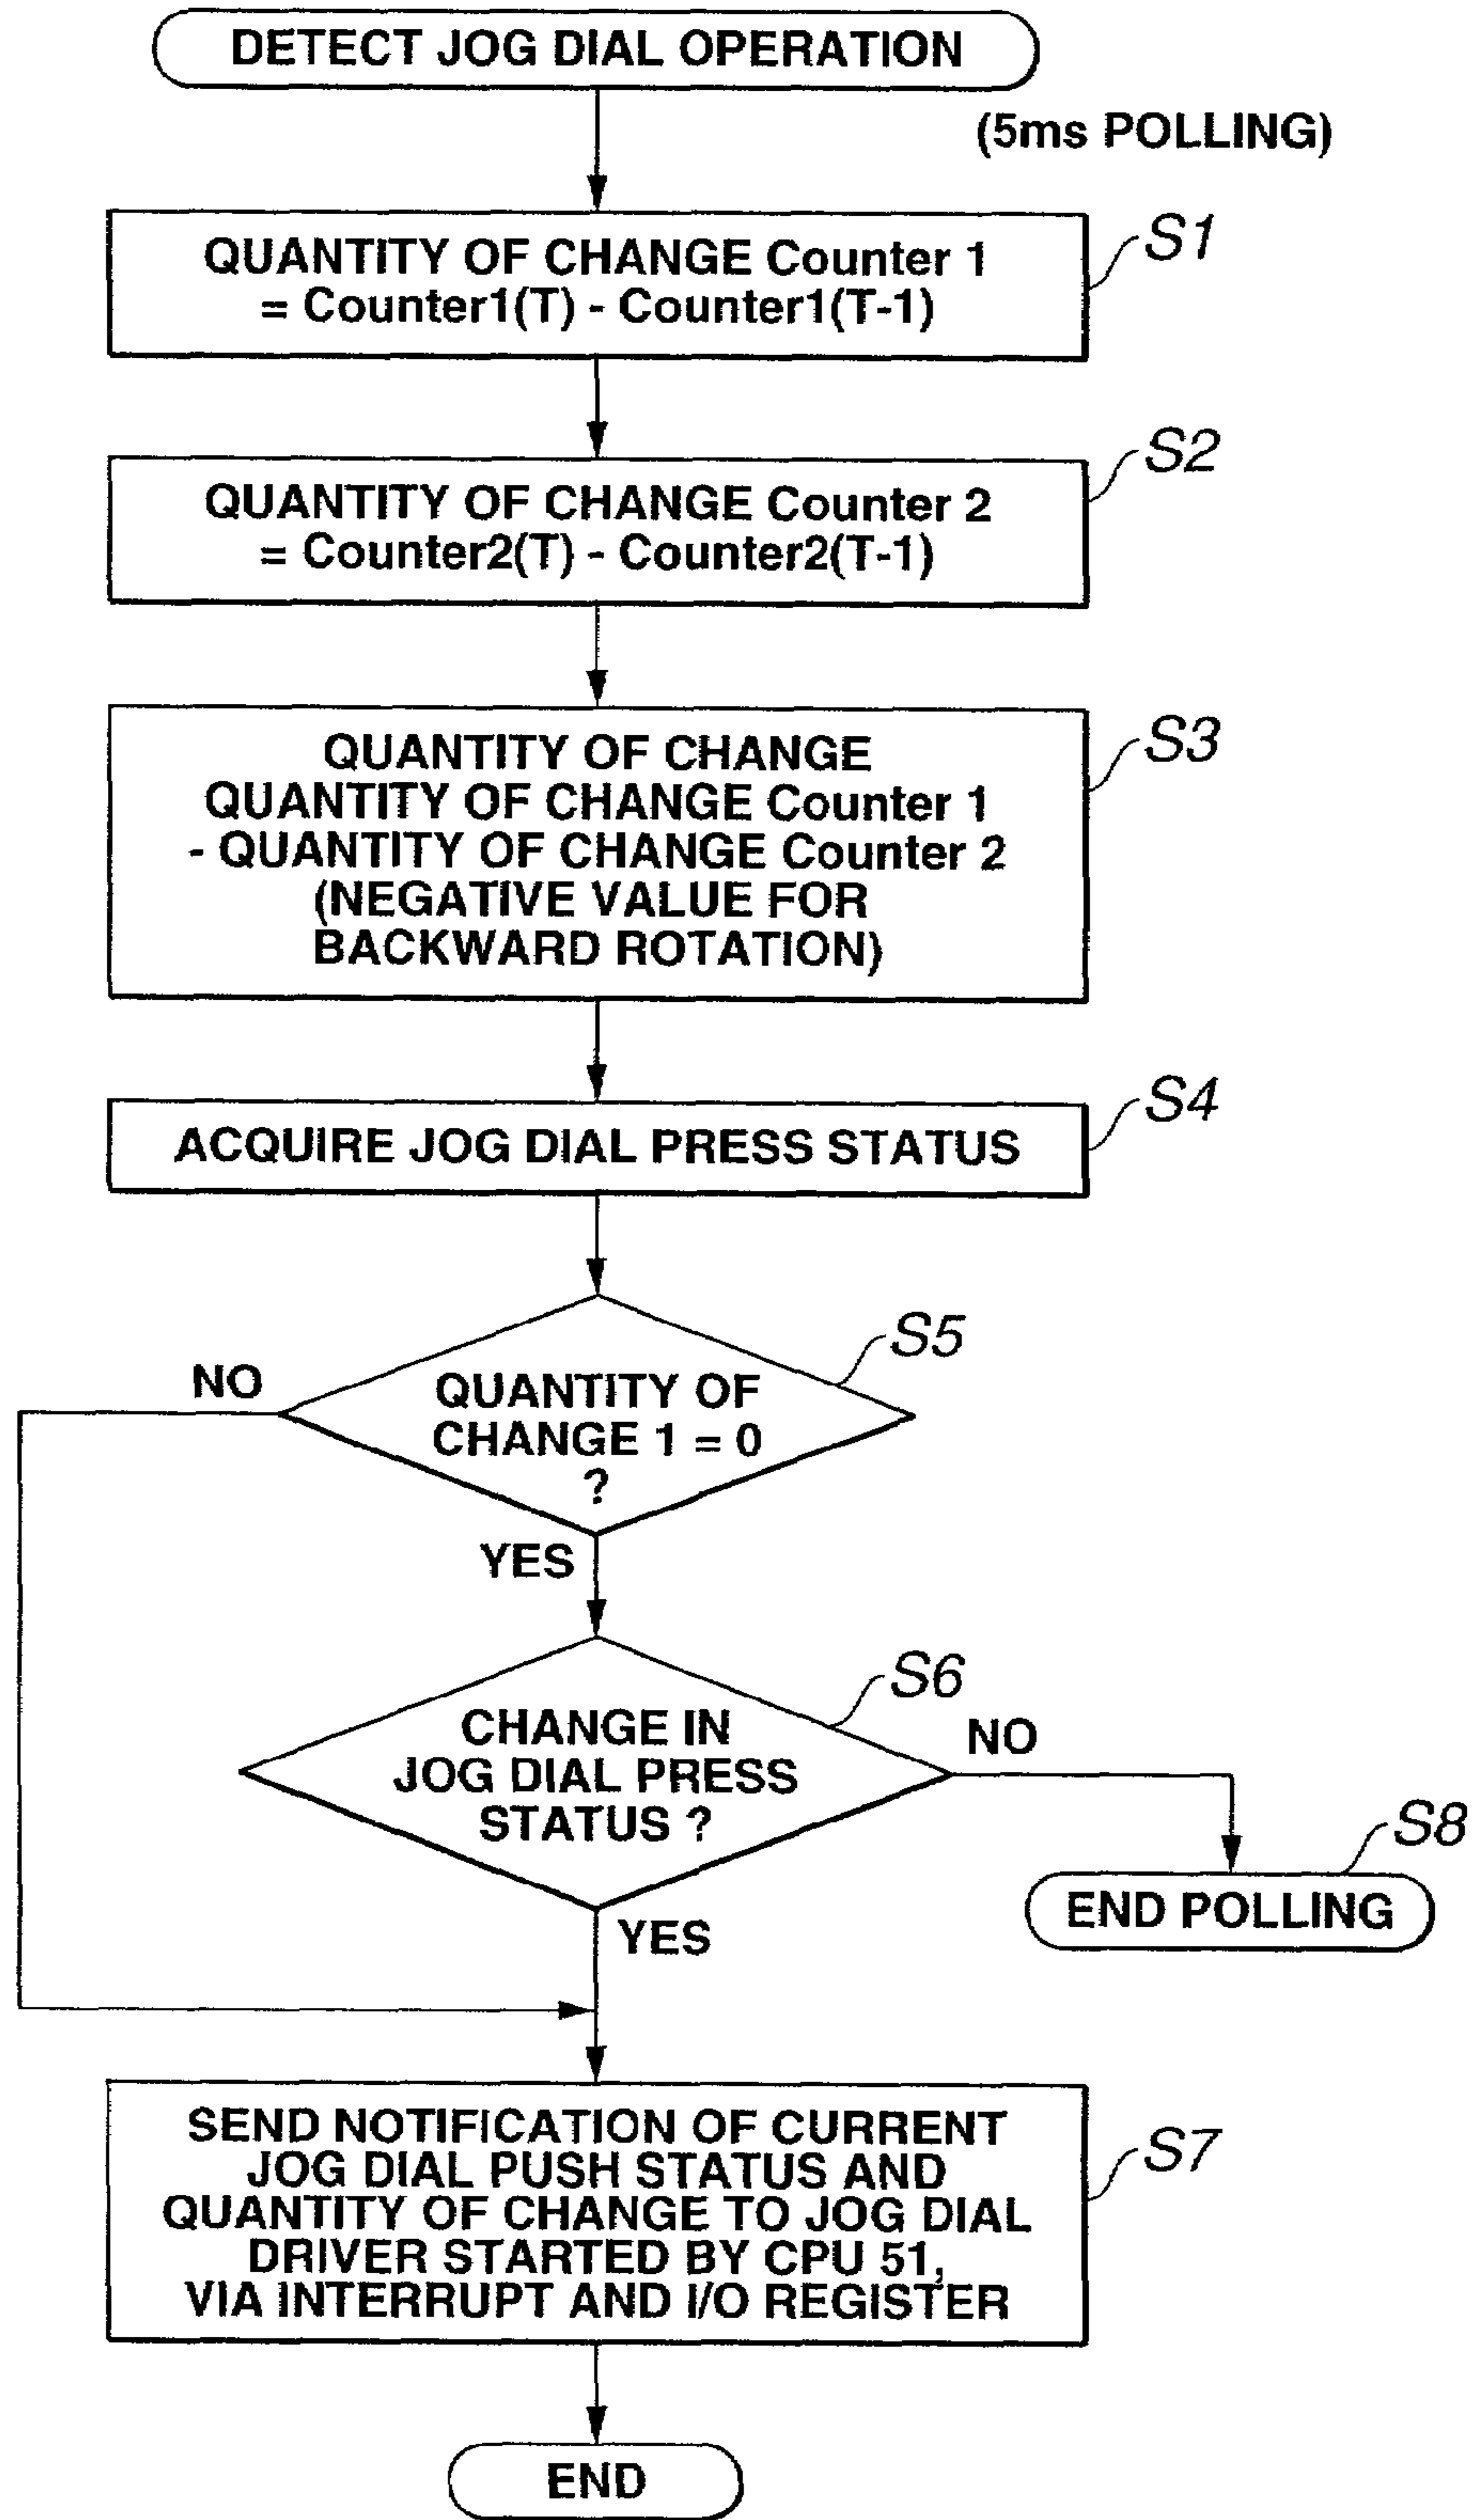 DETECT JOG DIAL OPERATION
(5ms POLLING)
QUANTITY OF CHANGE Counter 1
= Counter1(T) - Counter1(T-1)
S1
QUANTITY OF CHANGE Counter 2
= Counter2(T) - Counter2(T-1)
S2
QUANTITY OF CHANGE
QUANTITY OF CHANGE Counter 1
- QUANTITY OF CHANGE Counter 2
(NEGATIVE VALUE FOR
BACKWARD ROTATION)
S3
ACQUIRE JOG DIAL PRESS STATUS
S4
QUANTITY OF
CHANGE 1 = 0
?
S5
NO
YES
CHANGE IN
JOG DIAL PRESS
STATUS ?
S6
NO
S8
END POLLING
YES
SEND NOTIFICATION OF CURRENT
JOG DIAL PUSH STATUS AND
QUANTITY OF CHANGE TO JOG DIAL
DRIVER STARTED BY CPU 51,
VIA INTERRUPT AND I/O REGISTER
S7
END